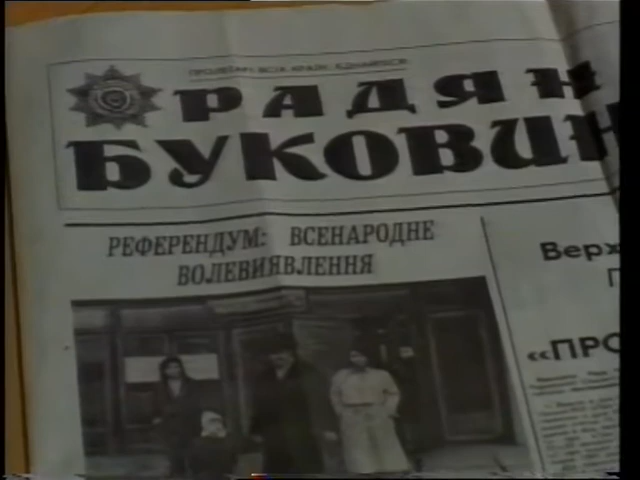 ПРОЛЕТАРІ ВСІХ КРАЇН, ЄДНАЙТЕСЯ!
РАДЯН
БУКОВИН
РЕФЕРЕНДУМ: ВСЕНАРОДНЕ
ВОЛЕВИЯВЛЕННЯ
Верх
П
«ПРО